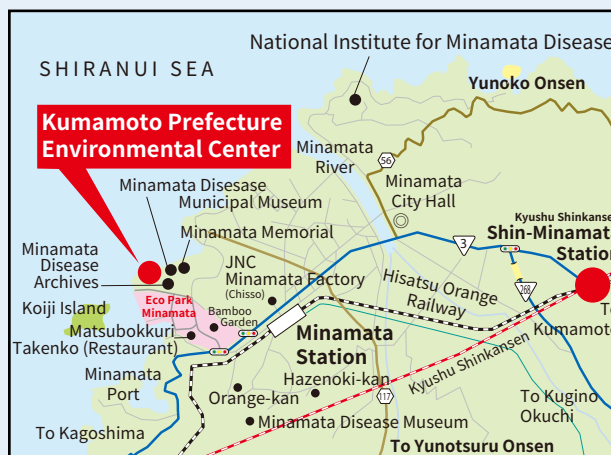 National Institute for Minamata Disease
SHIRANUI SEA
Yunoko Onsen
Kumamoto Prefecture
Environmental Center
Minamata
River
56
Minamata Disesase
Municipal Museum
Minamata
City Hall
Kyushu Shinkansen
3
Shin-Minamata
Station
Minamata Memorial
Minamata
Disease
Archives
JNC
Minamata Factory
(Chisso)
Hisatsu Orange
Railway
268
Eco Park
Minamata
Koiji Island
Bamboo
Garden
To
Kumamoto
Matsubokkuri
Takenko (Restaurant)
Minamata
Station
Kyushu Shinkansen
Minamata
Port
Hazenoki-kan
Orange-kan
117
To Kugino
Okuchi
Minamata Disease Museum
To Kagoshima
To Yunotsuru Onsen